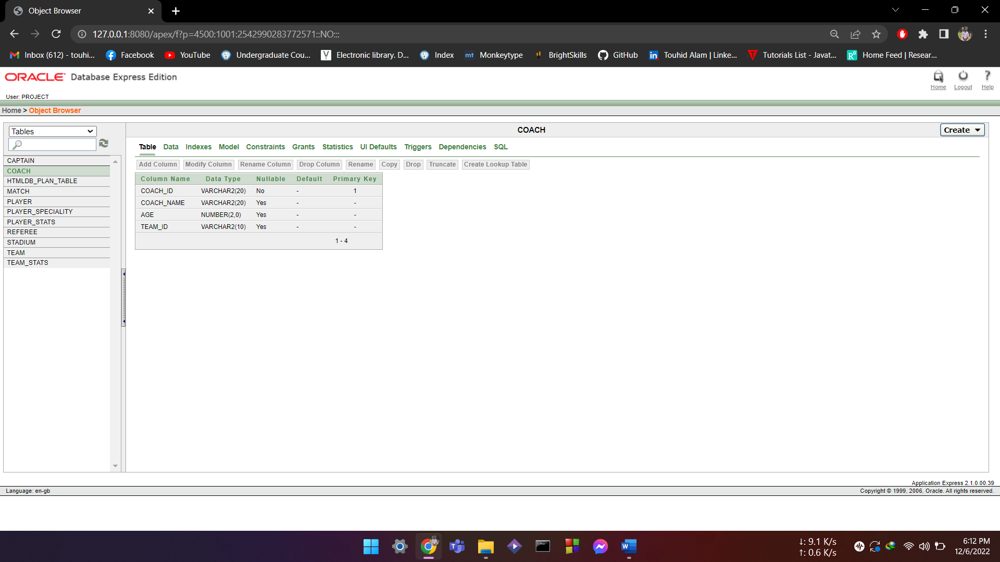 Object Browser
127.0.0.1:8080/apex/f?p=4500:1001:2542990283772571::NO:::
Inbox (612) - touhi... Facebook YouTube Undergraduate Cou... Electronic library. D... Index mt Monkeytype BrightSkills GitHub Touhid Alam | Linke... Tutorials List - Javat... Home Feed | Resear...
ORACLE Database Express Edition
Home Logout Help
User: PROJECT
Home > Object Browser
Tables
COACH
Create
Table Data Indexes Model Constraints Grants Statistics UI Defaults Triggers Dependencies SQL
Add Column Modify Column Rename Column Drop Column Rename Copy Drop Truncate Create Lookup Table
CAPTAIN
COACH
HTMLDB_PLAN_TABLE
MATCH
PLAYER
PLAYER_SPECIALITY
PLAYER_STATS
REFEREE
STADIUM
TEAM
TEAM_STATS
Column Name Data Type Nullable Default Primary Key
COACH_ID VARCHAR2(20) No - 1
COACH_NAME VARCHAR2(20) Yes - -
AGE NUMBER(2,0) Yes - -
TEAM_ID VARCHAR2(10) Yes - -
1 - 4
Application Express 2.1.0.00.39
Language: en-gb
Copyright © 1999, 2006, Oracle. All rights reserved.
↓: 9.1 K/s
↑: 0.6 K/s
6:12 PM
12/6/2022